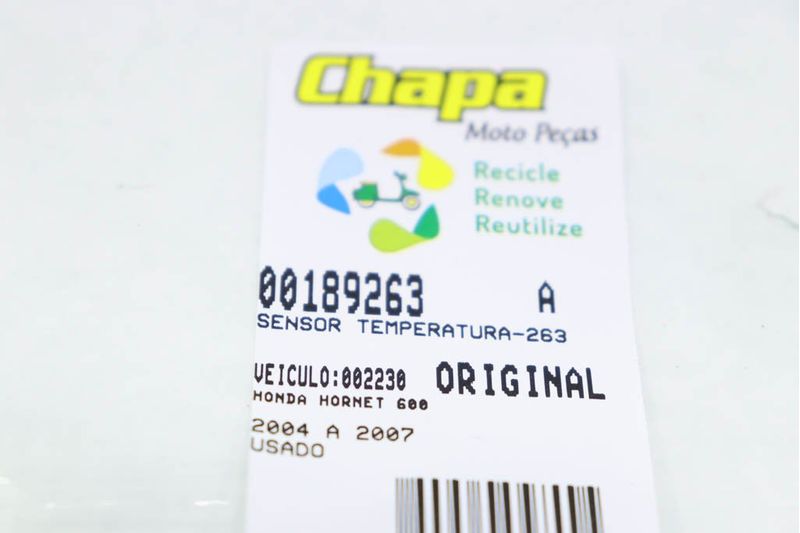 Chapa
Moto Peças
Recicle
Renove
Reutilize
00189263 A
SENSOR TEMPERATURA-263
VEICULO:002230 ORIGINAL
HONDA HORNET 600
2004 A 2007
USADO